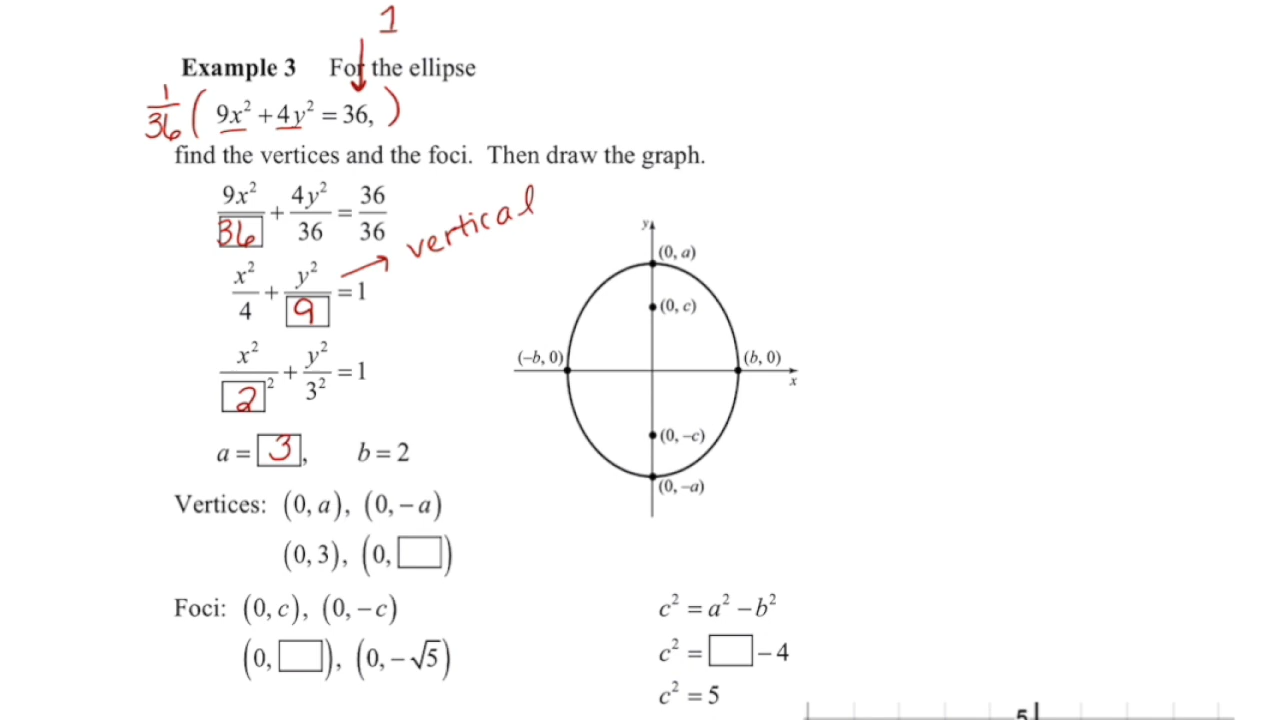 1
Example 3 For the ellipse
1/36 ( 9x² + 4y² = 36, )
find the vertices and the foci. Then draw the graph.
9x²/36 + 4y²/36 = 36/36
vertical
x²/4 + y²/9 = 1
x²/2² + y²/3² = 1
a = 3, b = 2
Vertices: (0, a), (0, −a)
(0, 3), (0, □)
Foci: (0, c), (0, −c)
(0, □), (0, −√5)
y
(0, a)
(0, c)
(−b, 0) (b, 0)
x
(0, −c)
(0, −a)
c² = a² − b²
c² = □ − 4
c² = 5
5